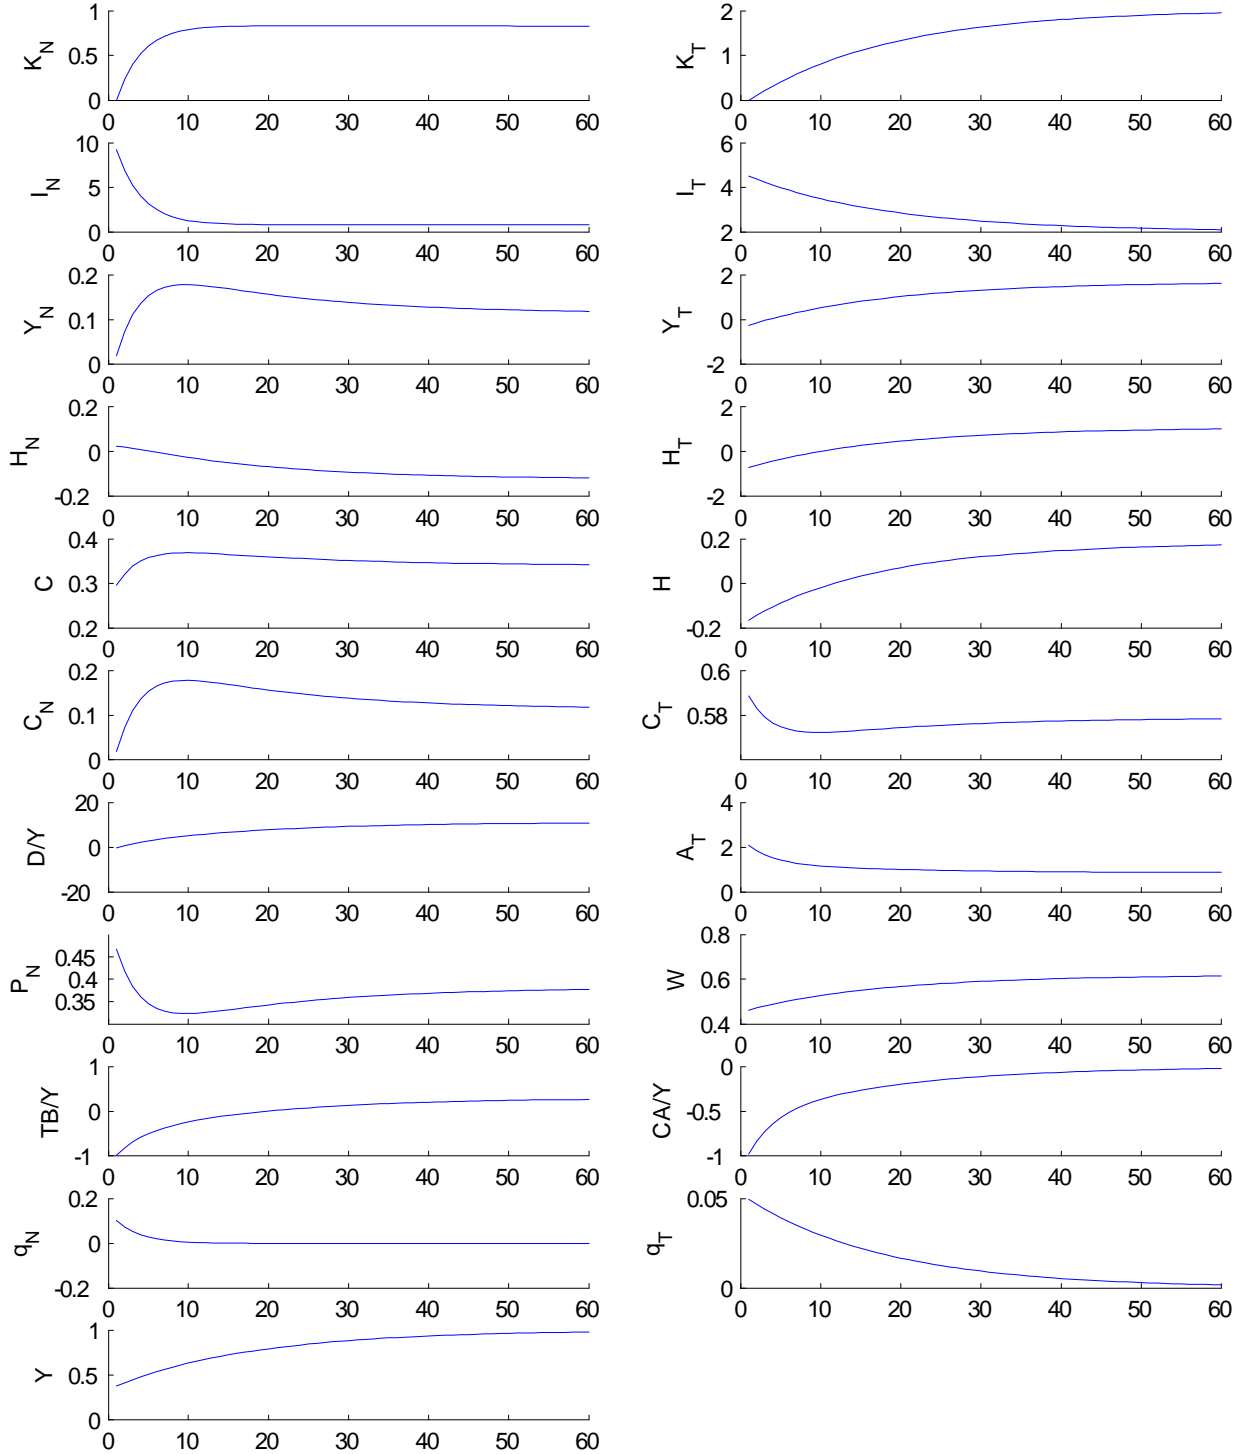 1 0.5 0 K_N 0 10 20 30 40 50 60
2 1 0 K_T 0 10 20 30 40 50 60
10 5 0 I_N 0 10 20 30 40 50 60
6 4 2 I_T 0 10 20 30 40 50 60
0.2 0.1 0 Y_N 0 10 20 30 40 50 60
2 0 -2 Y_T 0 10 20 30 40 50 60
0.2 0 -0.2 H_N 0 10 20 30 40 50 60
2 0 -2 H_T 0 10 20 30 40 50 60
0.4 0.3 0.2 C 0 10 20 30 40 50 60
0.2 0 -0.2 H 0 10 20 30 40 50 60
0.2 0.1 0 C_N 0 10 20 30 40 50 60
0.6 0.58 C_T 0 10 20 30 40 50 60
20 0 -20 D/Y 0 10 20 30 40 50 60
4 2 0 A_T 0 10 20 30 40 50 60
0.45 0.4 0.35 P_N 0 10 20 30 40 50 60
0.8 0.6 0.4 W 0 10 20 30 40 50 60
1 0 -1 TB/Y 0 10 20 30 40 50 60
0 -0.5 -1 CA/Y 0 10 20 30 40 50 60
0.2 0 -0.2 q_N 0 10 20 30 40 50 60
0.05 0 q_T 0 10 20 30 40 50 60
1 0.5 0 Y 0 10 20 30 40 50 60